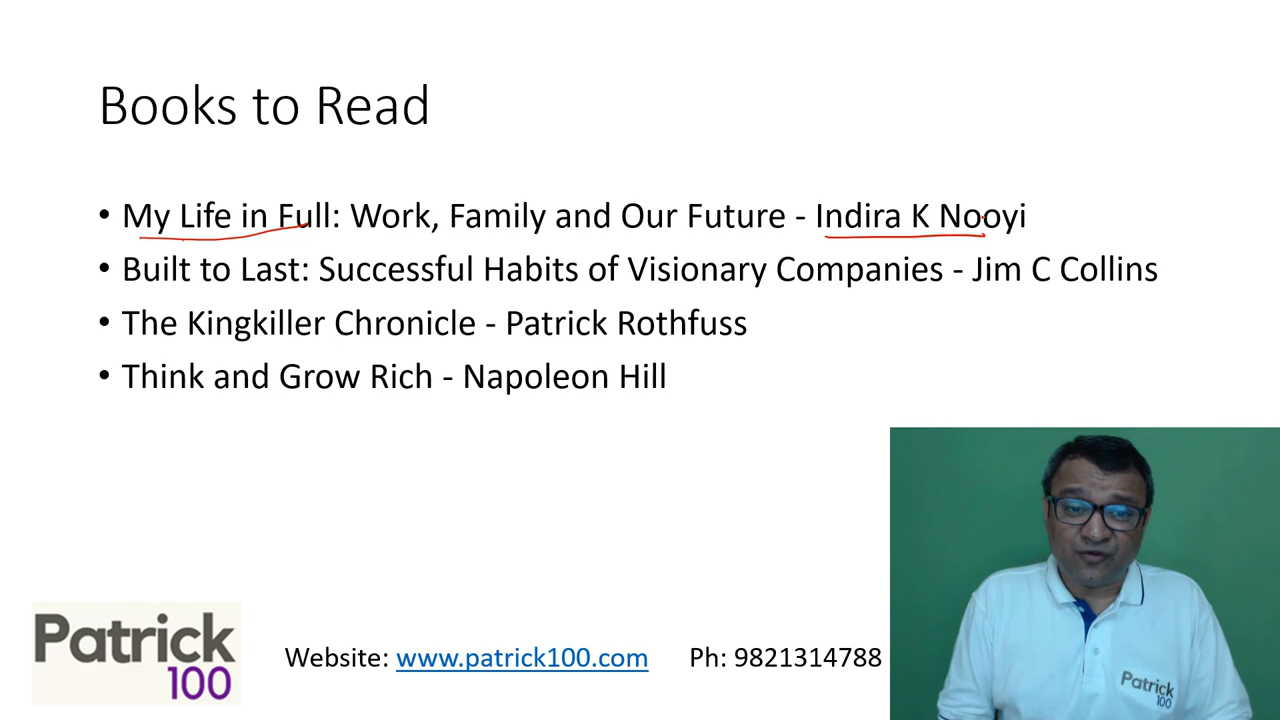 Books to Read
• My Life in Full: Work, Family and Our Future - Indira K Nooyi
• Built to Last: Successful Habits of Visionary Companies - Jim C Collins
• The Kingkiller Chronicle - Patrick Rothfuss
• Think and Grow Rich - Napoleon Hill
Patrick
100
Website: www.patrick100.com Ph: 9821314788
Patrick
100